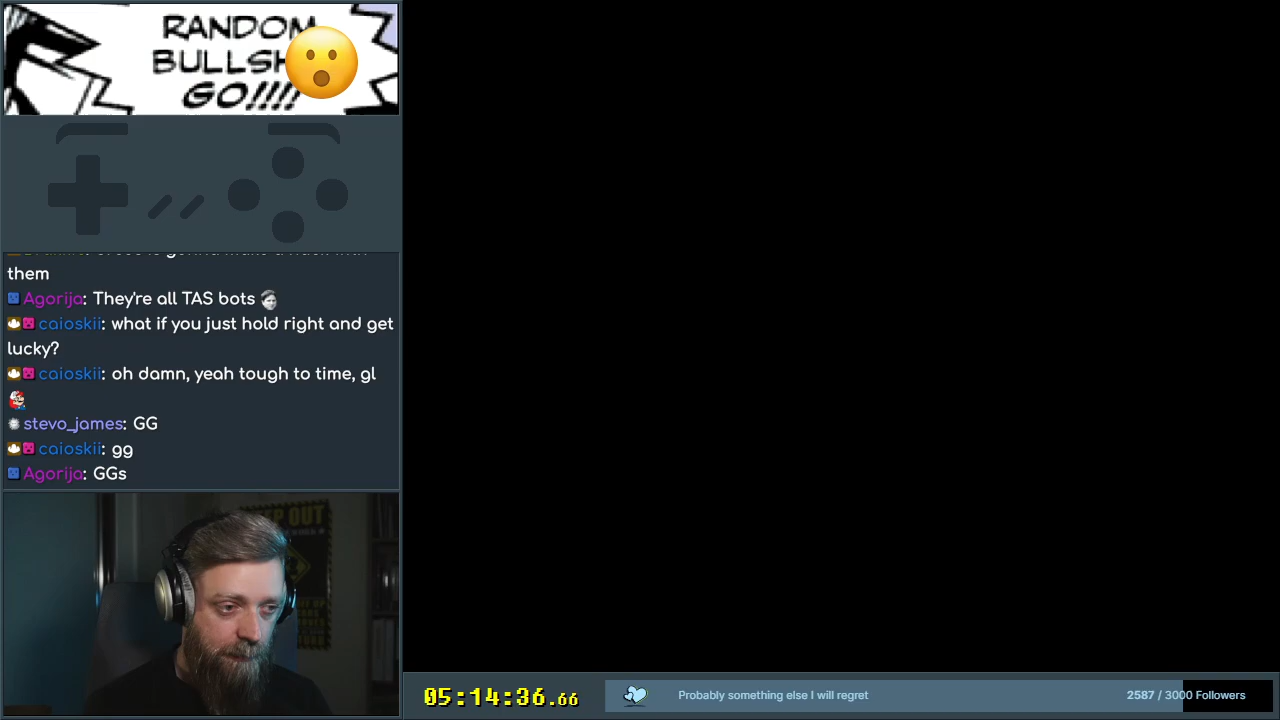 RANDOM
BULLSH
GO!!!!
them
Agorija: They're all TAS bots
caioskii: what if you just hold right and get
lucky?
caioskii: oh damn, yeah tough to time, gl
stevo_james: GG
caioskii: gg
Agorija: GGs
05:14:36.66
Probably something else I will regret
2587 / 3000 Followers